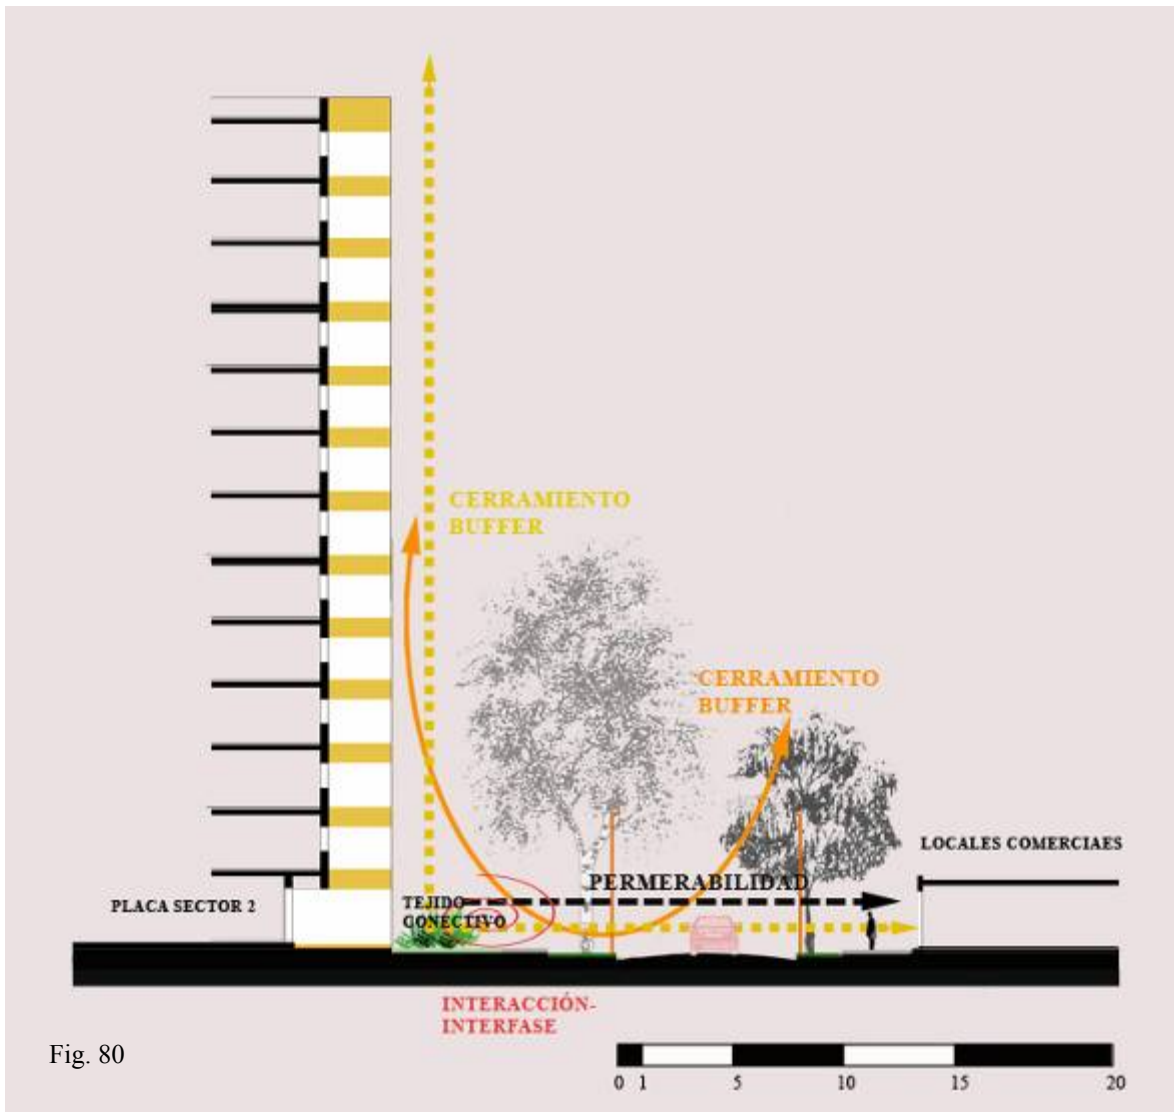 CERRAMIENTO
BUFFER
CERRAMIENTO
BUFFER
LOCALES COMERCIAES
PERMERABILIDAD
PLACA SECTOR 2
TEJIDO
CONECTIVO
INTERACCIÓN-
INTERFASE
Fig. 80
0 1 5 10 15 20